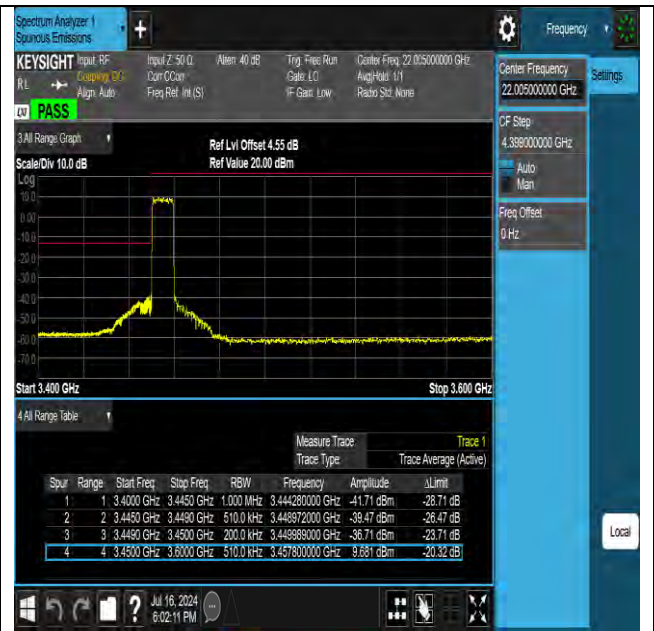 Spectrum Analyzer 1
Spurious Emissions
+
Frequency
KEYSIGHT
RL
Input: RF
Coupling: DC
Align: Auto
Input Z: 50 Ω
Corr CCorr
Freq Ref: Int (S)
Atten: 40 dB
Trig: Free Run
Gate: LO
IF Gain: Low
Center Freq: 22.005000000 GHz
Avg|Hold: 1/1
Radio Std: None
PASS
Center Frequency
22.005000000 GHz
Settings
CF Step
4.399000000 GHz
Auto
Man
Freq Offset
0 Hz
3 All Range Graph
Scale/Div 10.0 dB
Ref Lvl Offset 4.55 dB
Ref Value 20.00 dBm
Log
10.0
0.00
-10.0
-20.0
-30.0
-40.0
-50.0
-60.0
-70.0
Start 3.400 GHz
Stop 3.600 GHz
4 All Range Table
Measure Trace Trace 1
Trace Type Trace Average (Active)
Spur Range Start Freq Stop Freq RBW Frequency Amplitude ΔLimit
1 1 3.4000 GHz 3.4450 GHz 1.000 MHz 3.444280000 GHz -41.71 dBm -28.71 dB
2 2 3.4450 GHz 3.4490 GHz 510.0 kHz 3.448972000 GHz -39.47 dBm -26.47 dB
3 3 3.4490 GHz 3.4500 GHz 200.0 kHz 3.449989000 GHz -36.71 dBm -23.71 dB
4 4 3.4500 GHz 3.6000 GHz 510.0 kHz 3.457800000 GHz 9.681 dBm -20.32 dB
Local
?
Jul 16, 2024
6:02:11 PM